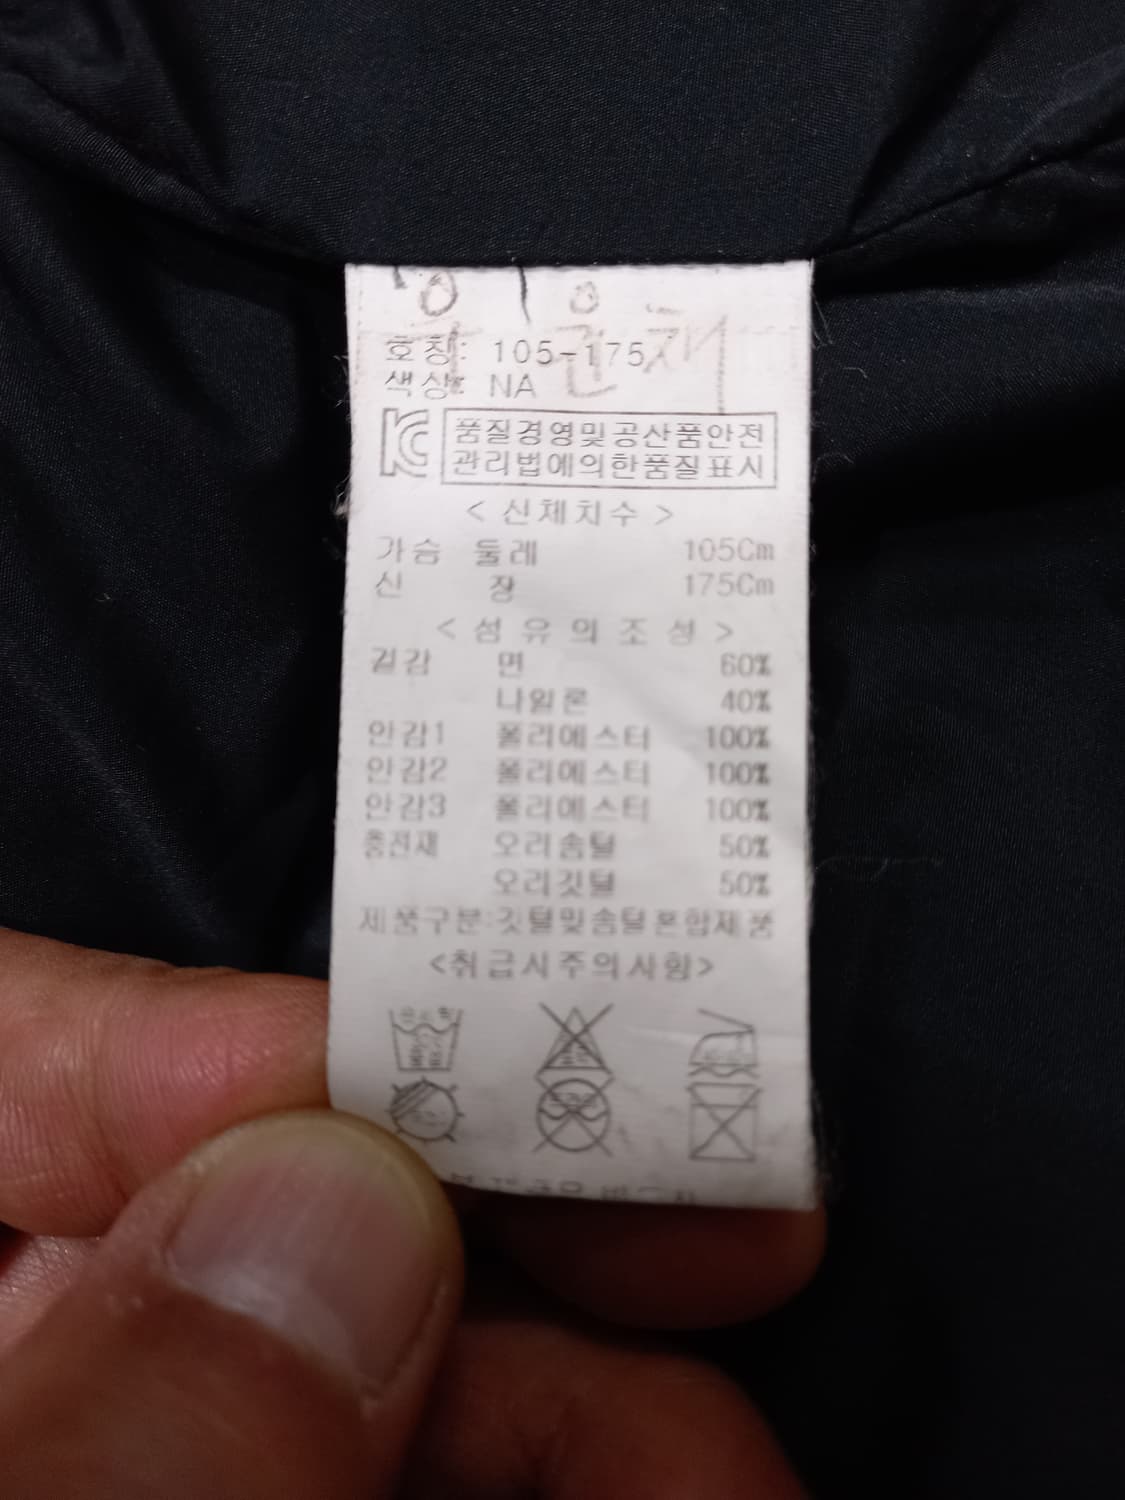 호칭: 105-175
색상: NA
품질경영및공산품안전
관리법에의한품질표시
< 신체치수 >
가슴 둘레 105Cm
신 장 175Cm
< 섬 유 의 조 성 >
겉감 면 60%
나일론 40%
안감1 폴리에스터 100%
안감2 폴리에스터 100%
안감3 폴리에스터 100%
충전재 오리솜털 50%
오리깃털 50%
제품구분:깃털및솜털혼합제품
<취급시주의사항>